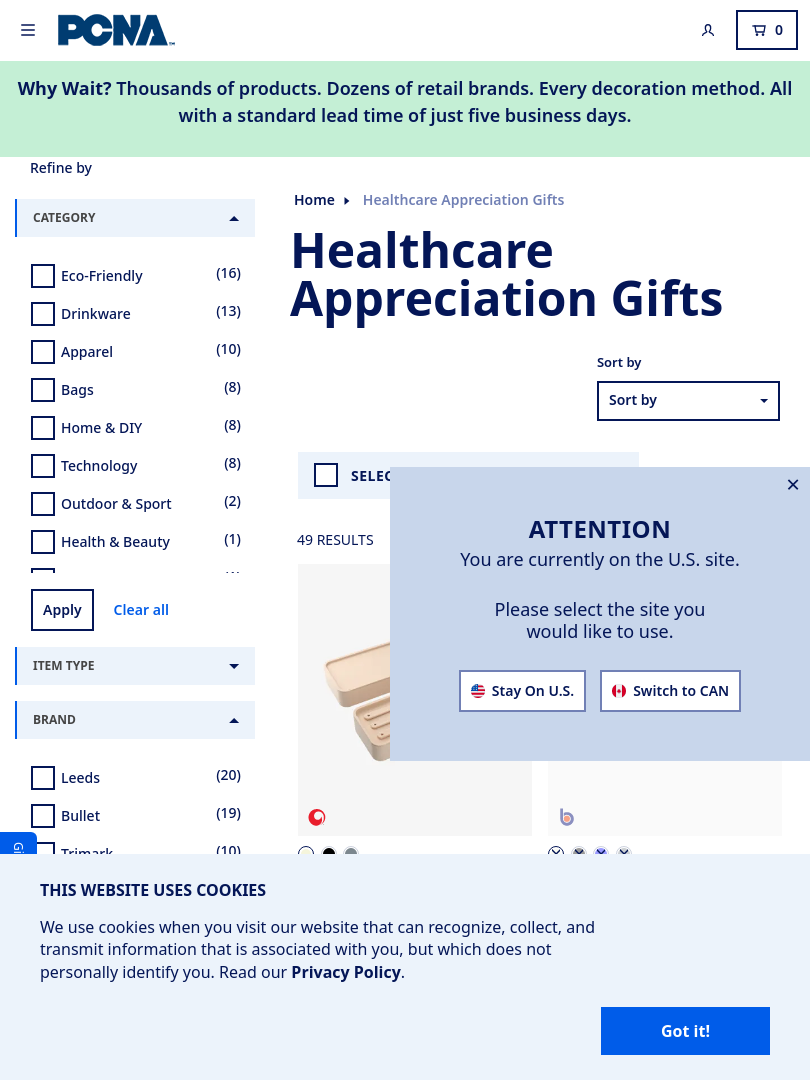 PCNA
0
Why Wait? Thousands of products. Dozens of retail brands. Every decoration method. All
with a standard lead time of just five business days.
Refine by
CATEGORY
Eco-Friendly (16)
Drinkware (13)
Apparel (10)
Bags (8)
Home & DIY (8)
Technology (8)
Outdoor & Sport (2)
Health & Beauty (1)
Apply Clear all
ITEM TYPE
BRAND
Leeds (20)
Bullet (19)
Trimark (10)
Home Healthcare Appreciation Gifts
Healthcare
Appreciation Gifts
Sort by
Sort by
49 RESULTS
ATTENTION
You are currently on the U.S. site.
Please select the site you
would like to use.
Stay On U.S. Switch to CAN
THIS WEBSITE USES COOKIES
We use cookies when you visit our website that can recognize, collect, and
transmit information that is associated with you, but which does not
personally identify you. Read our Privacy Policy.
Got it!